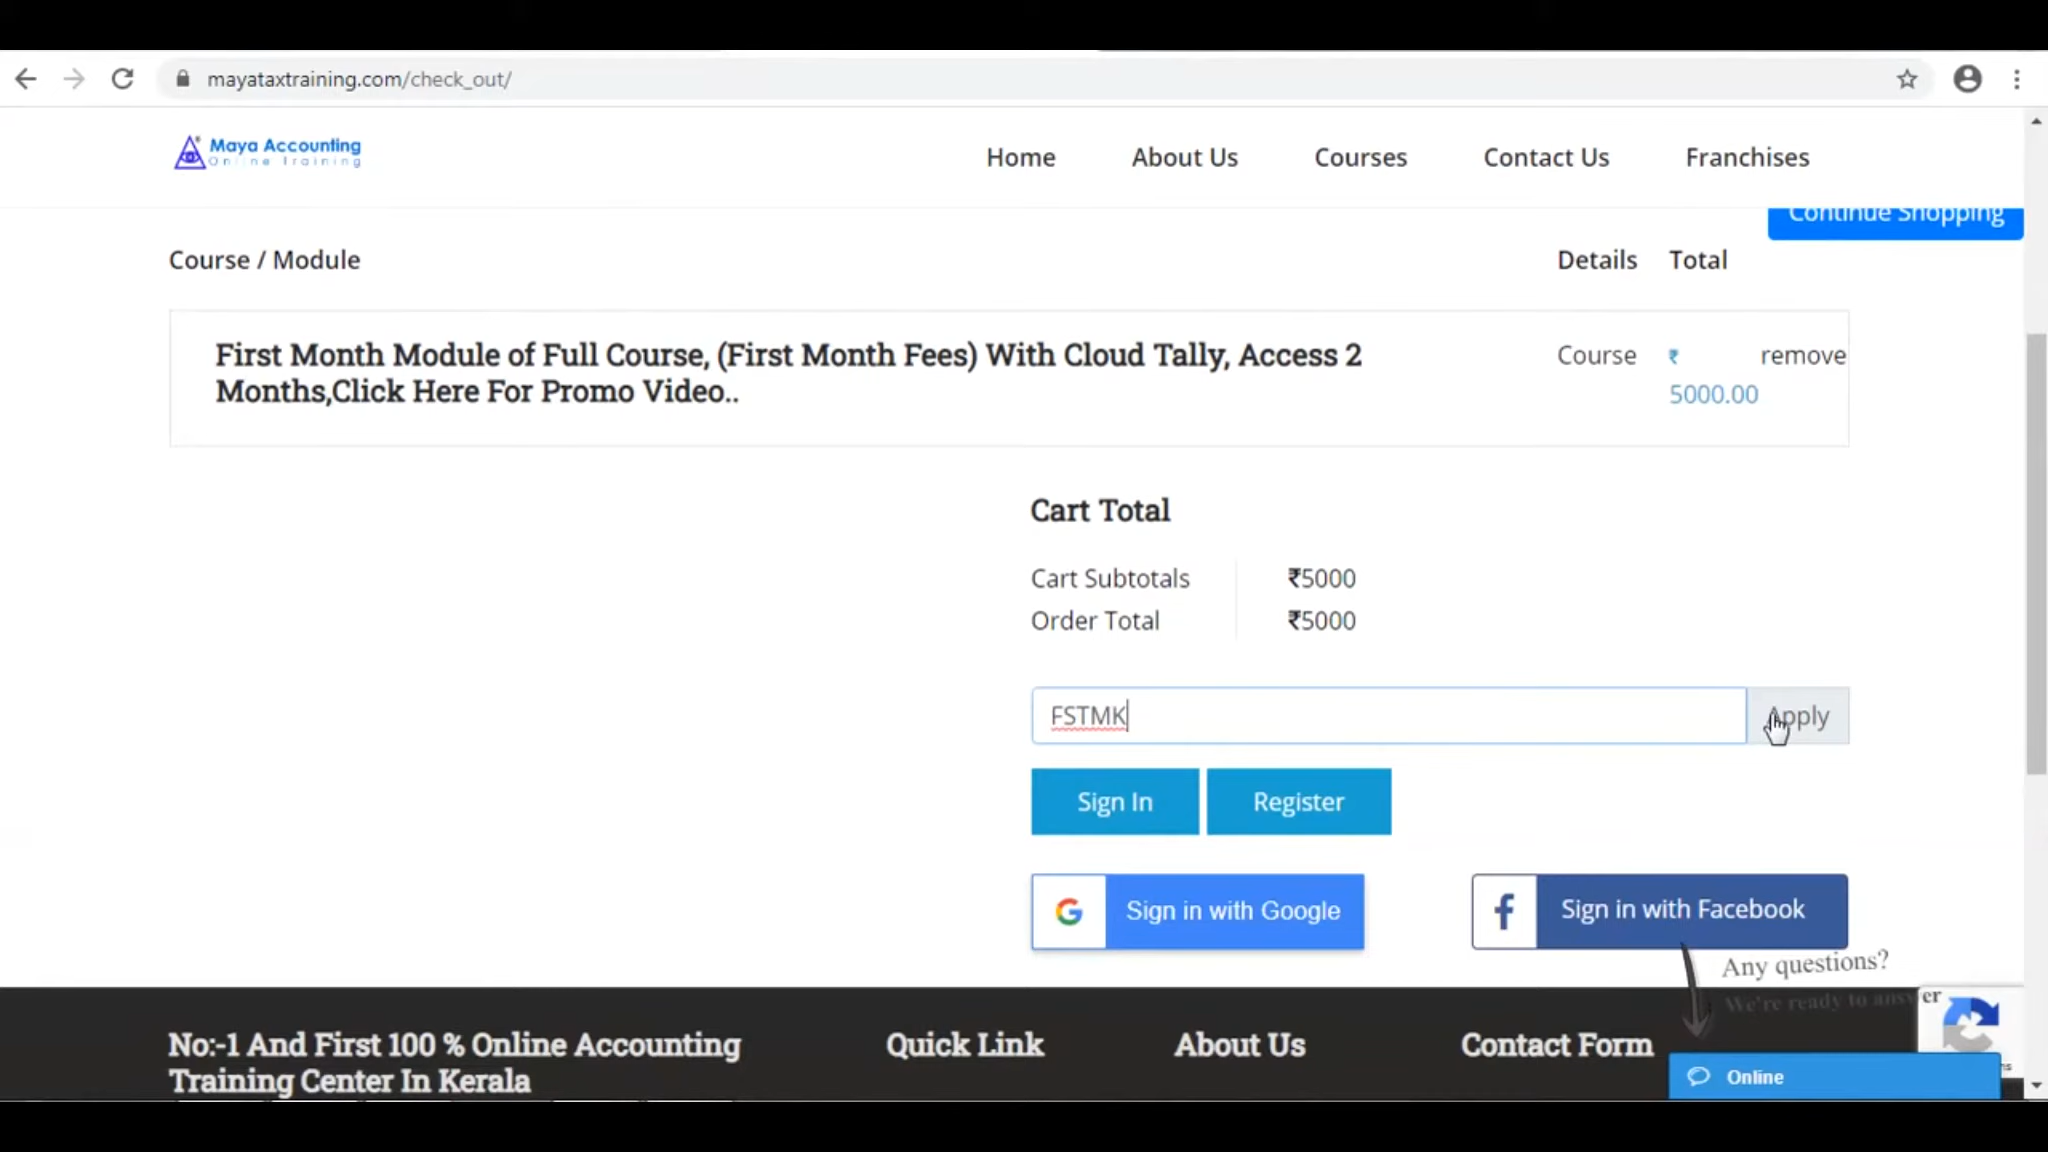 mayataxtraining.com/check_out/
Maya Accounting
Online Training
Home About Us Courses Contact Us Franchises
Continue Shopping
Course / Module Details Total
First Month Module of Full Course, (First Month Fees) With Cloud Tally, Access 2
Months,Click Here For Promo Video..
Course ₹ remove
5000.00
Cart Total
Cart Subtotals ₹5000
Order Total ₹5000
FSTMK Apply
Sign In Register
Sign in with Google Sign in with Facebook
Any questions?
We're ready to answer
No:-1 And First 100 % Online Accounting
Training Center In Kerala
Quick Link About Us Contact Form
Online